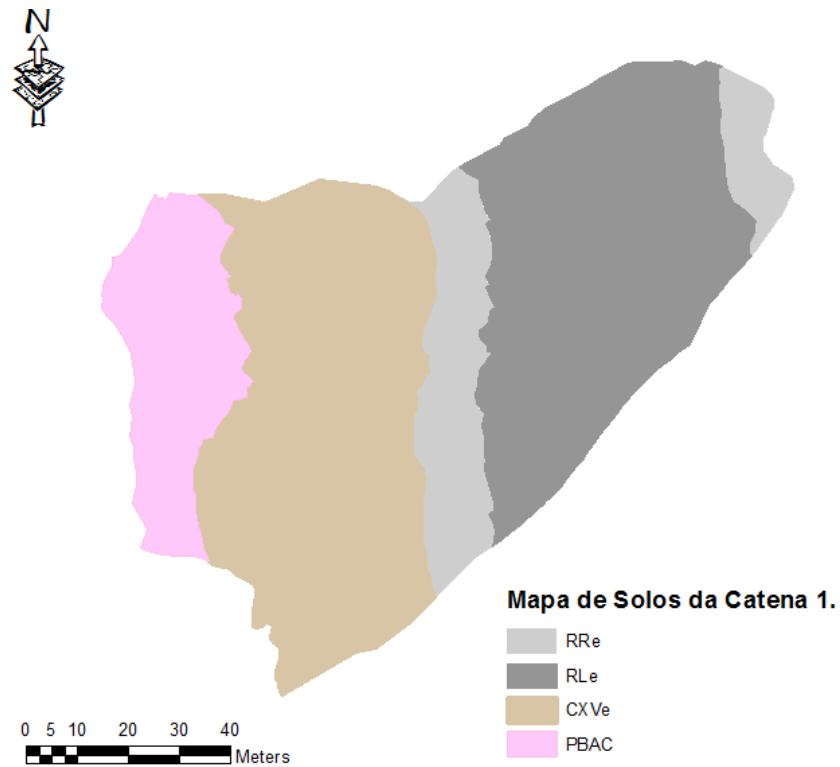 N
Mapa de Solos da Catena 1.
RRe
RLe
CXVe
PBAC
0 5 10 20 30 40
Meters